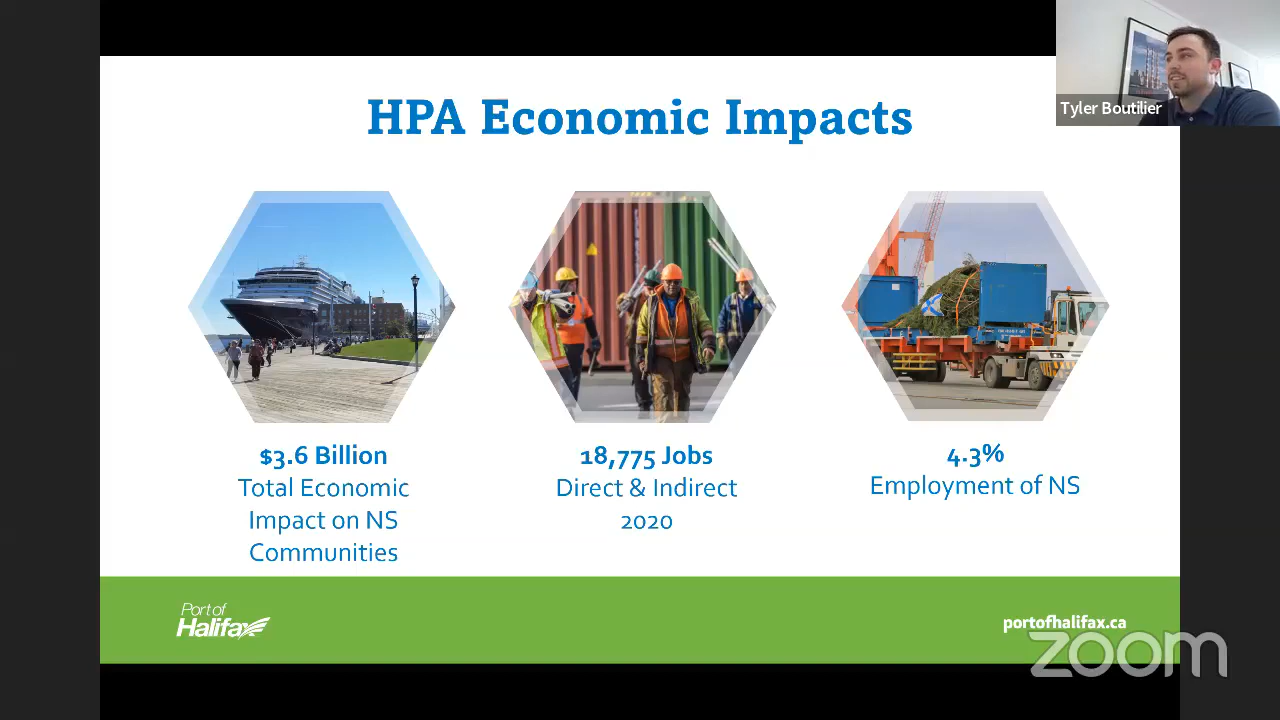 HPA Economic Impacts
Tyler Boutilier
$3.6 Billion
Total Economic
Impact on NS
Communities
18,775 Jobs
Direct & Indirect
2020
4.3%
Employment of NS
Port of
Halifax
portofhalifax.ca
zoom